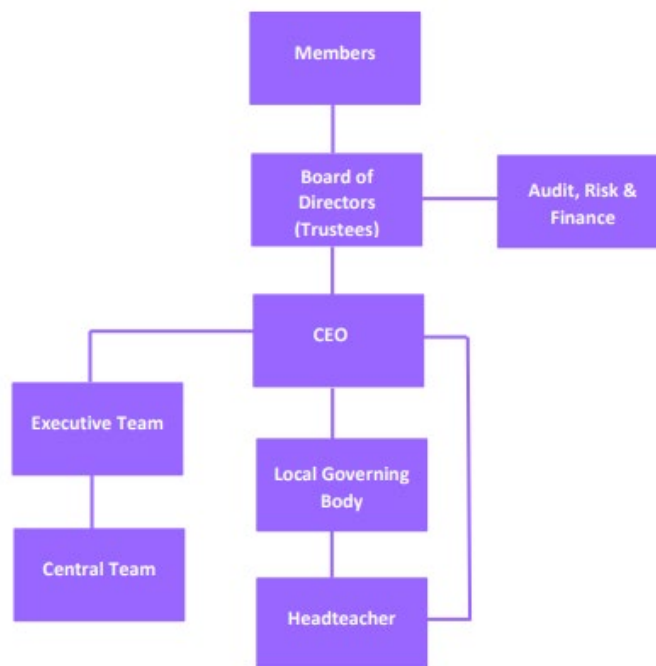 Members
Board of
Directors
(Trustees)
Audit, Risk &
Finance
CEO
Executive Team
Local Governing
Body
Central Team
Headteacher